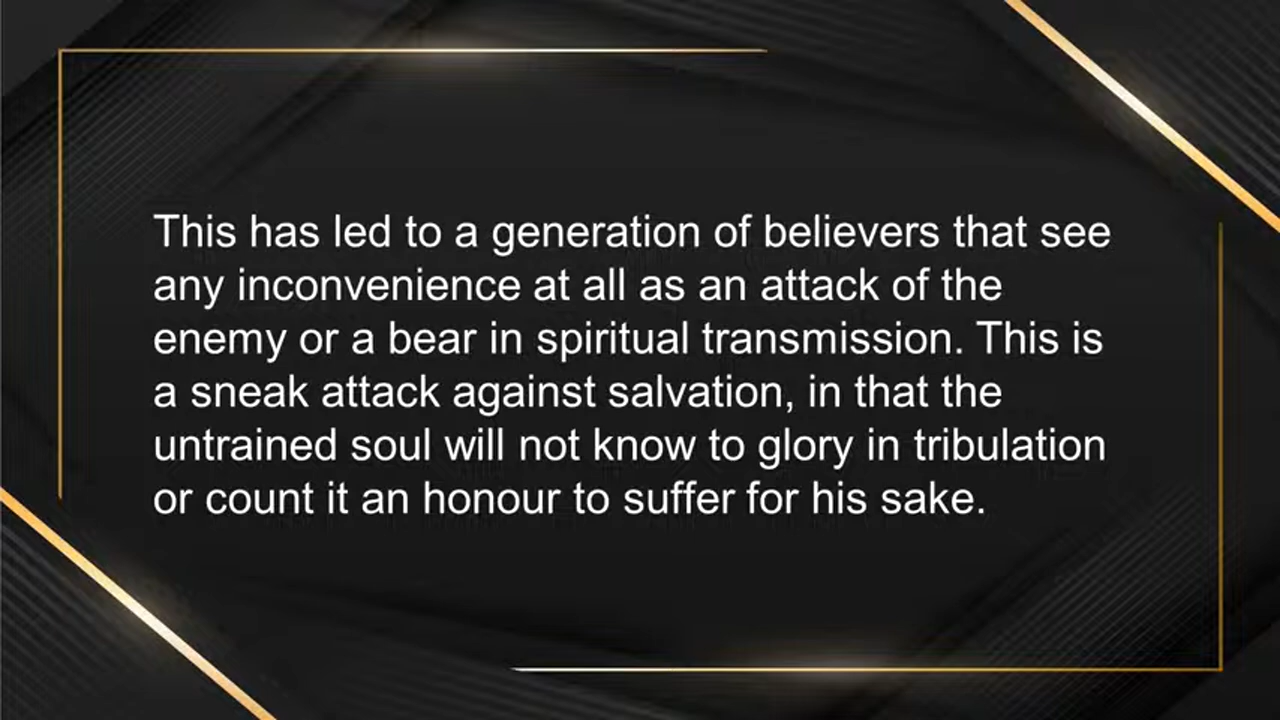 This has led to a generation of believers that see
any inconvenience at all as an attack of the
enemy or a bear in spiritual transmission. This is
a sneak attack against salvation, in that the
untrained soul will not know to glory in tribulation
or count it an honour to suffer for his sake.